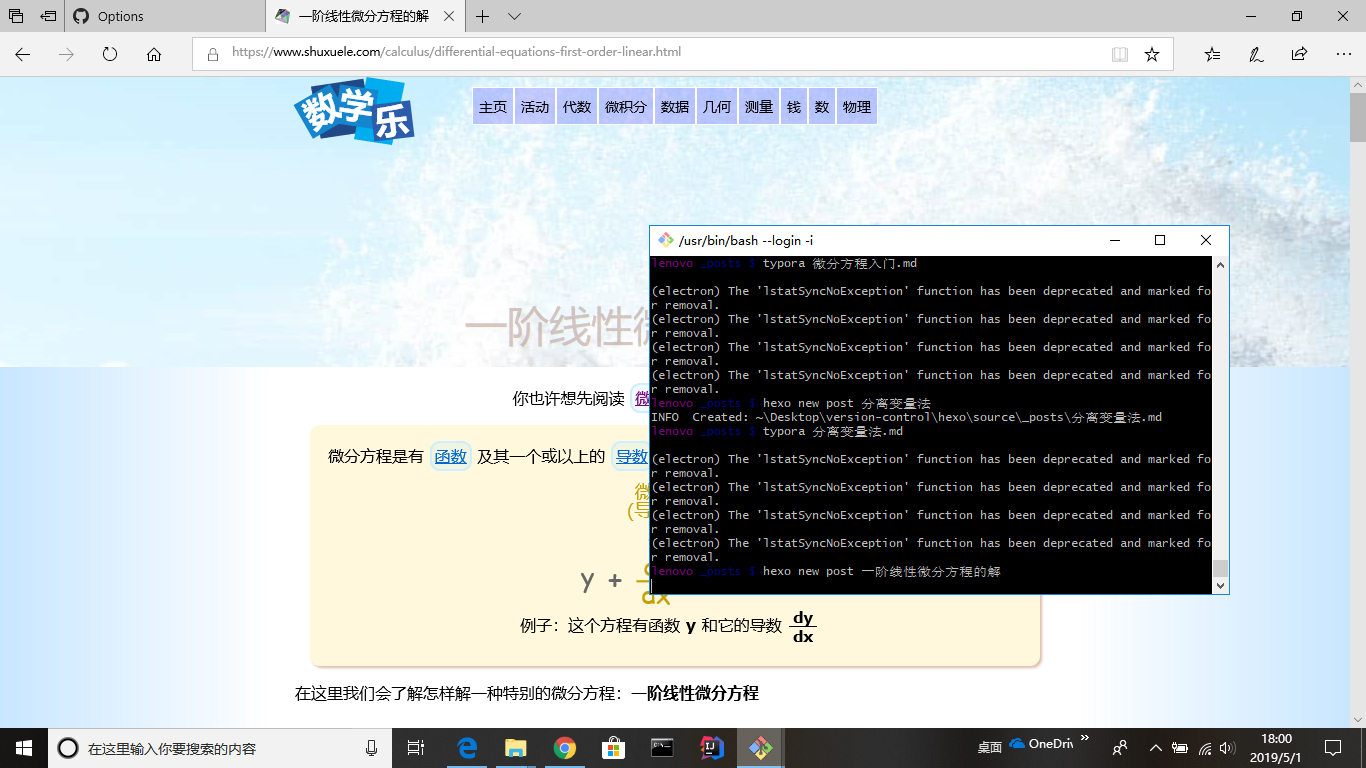 Options
一阶线性微分方程的解
https://www.shuxuele.com/calculus/differential-equations-first-order-linear.html
数学乐
主页 活动 代数 微积分 数据 几何 测量 钱 数 物理
一阶线性微
你也许想先阅读 微
微分方程是有 函数 及其一个或以上的 导数
微
(导
y +
dx
例子：这个方程有函数 y 和它的导数 dy
dx
在这里我们会了解怎样解一种特别的微分方程：一阶线性微分方程
/usr/bin/bash --login -i
lenovo _posts $ typora 微分方程入门.md
(electron) The 'lstatSyncNoException' function has been deprecated and marked fo
r removal.
(electron) The 'lstatSyncNoException' function has been deprecated and marked fo
r removal.
(electron) The 'lstatSyncNoException' function has been deprecated and marked fo
r removal.
(electron) The 'lstatSyncNoException' function has been deprecated and marked fo
r removal.
lenovo _posts $ hexo new post 分离变量法
INFO  Created: ~\Desktop\version-control\hexo\source\_posts\分离变量法.md
lenovo _posts $ typora 分离变量法.md
(electron) The 'lstatSyncNoException' function has been deprecated and marked fo
r removal.
(electron) The 'lstatSyncNoException' function has been deprecated and marked fo
r removal.
(electron) The 'lstatSyncNoException' function has been deprecated and marked fo
r removal.
(electron) The 'lstatSyncNoException' function has been deprecated and marked fo
r removal.
lenovo _posts $ hexo new post 一阶线性微分方程的解
在这里输入你要搜索的内容
桌面 OneDriv
18:00
2019/5/1